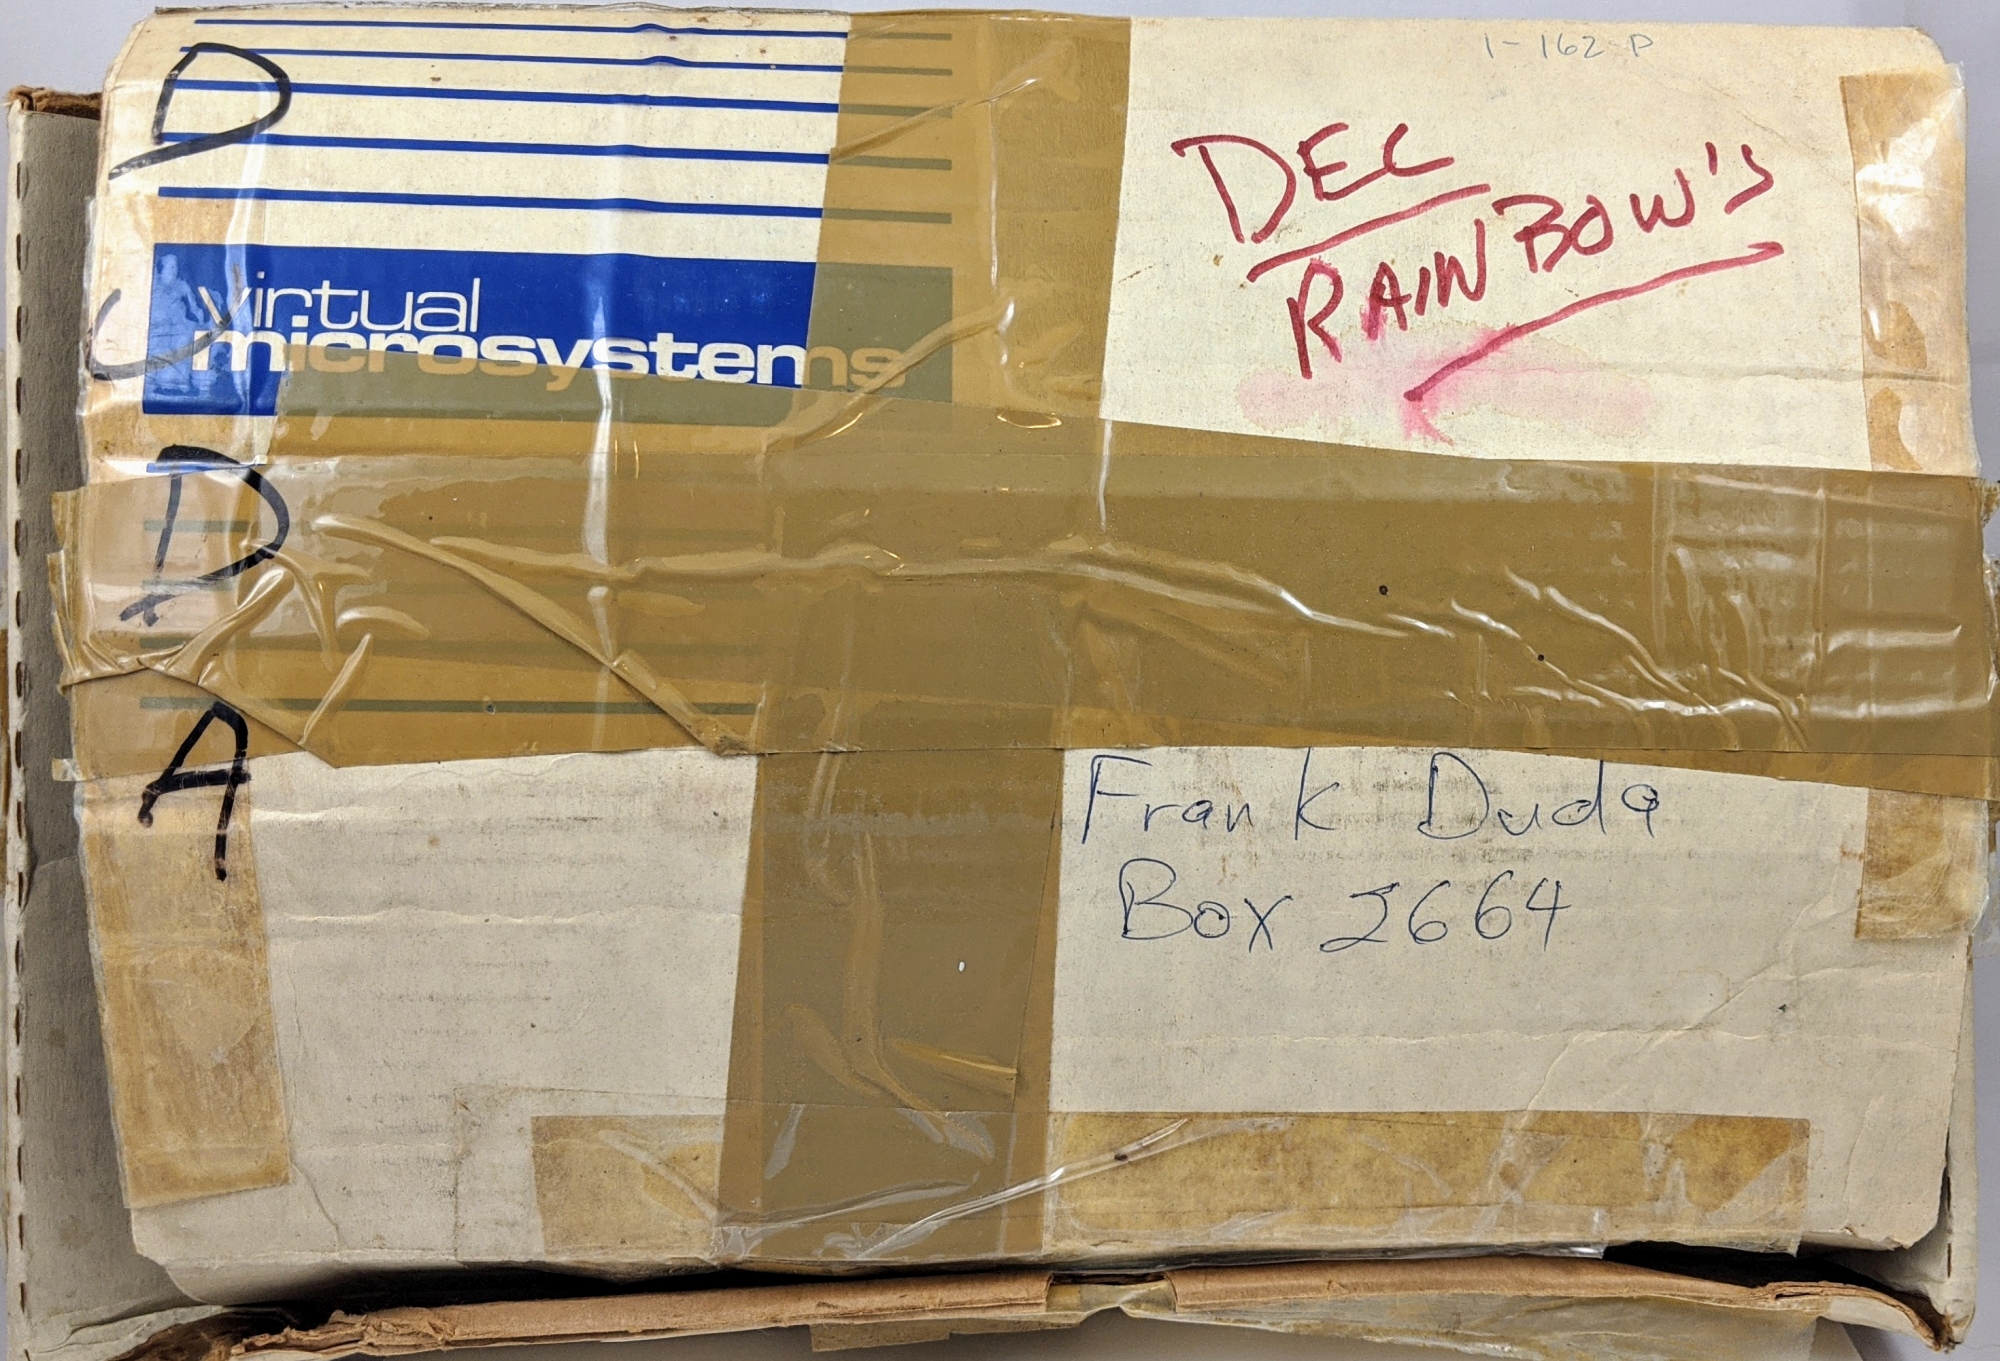 1-162-P
DEC
RAINBOW'S
virtual
microsystems
D
U
D
A
Frank Duda
Box 2664